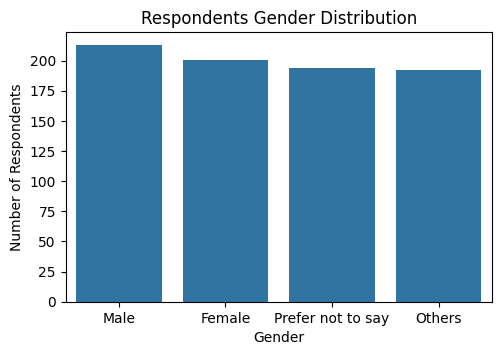 Respondents Gender Distribution
Number of Respondents
200
175
150
125
100
75
50
25
0
Male Female Prefer not to say Others
Gender